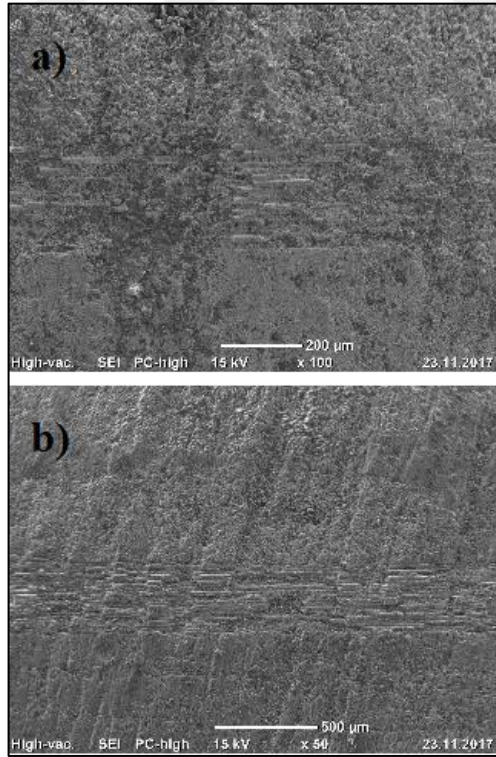 a)
200 µm
High-vac. SEI PC-high 15 kV x 100 23.11.2017
b)
500 µm
High-vac. SEI PC-high 15 kV x 50 23.11.2017